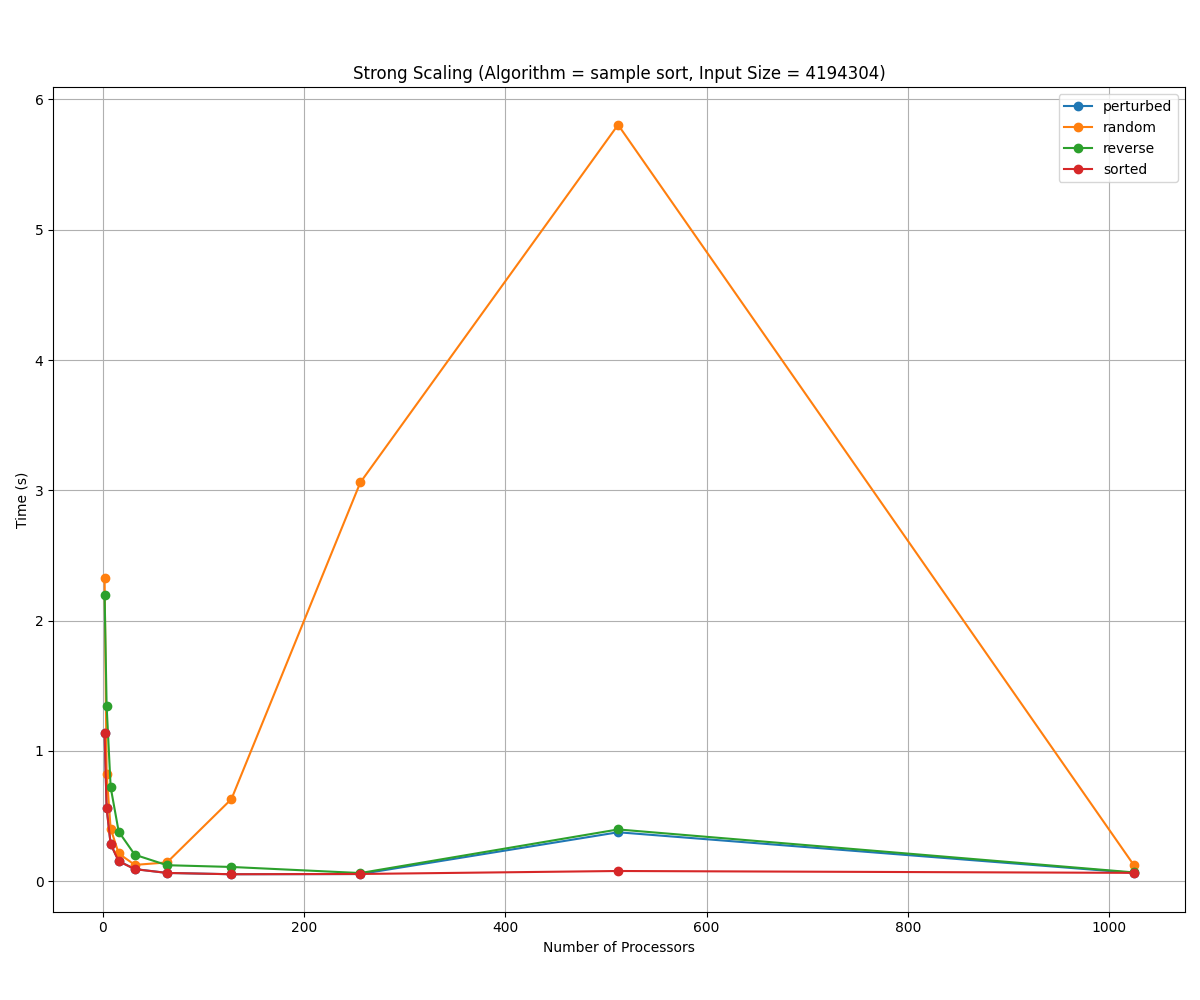 Strong Scaling (Algorithm = sample sort, Input Size = 4194304)
perturbed
random
reverse
sorted
6
5
4
3
2
1
0
Time (s)
0 200 400 600 800 1000
Number of Processors